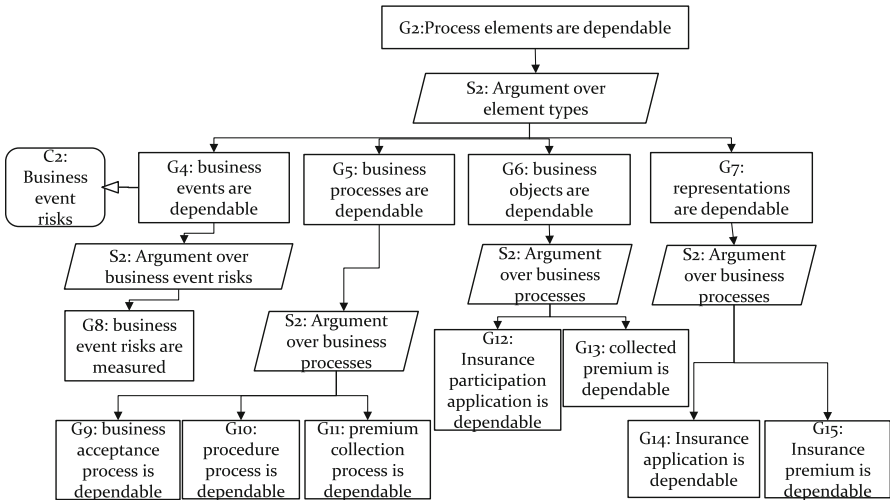 G2:Process elements are dependable
S2: Argument over
element types
C2:
Business
event
risks
G4: business
events are
dependable
G5: business
processes are
dependable
G6: business
objects are
dependable
G7:
representations
are dependable
S2: Argument over
business event risks
S2: Argument
over business
processes
S2: Argument
over business
processes
G8: business
event risks are
measured
S2: Argument
over business
processes
G12:
Insurance
participation
application is
dependable
G13: collected
premium is
dependable
G9: business
acceptance
process is
dependable
G10:
procedure
process is
dependable
G11: premium
collection
process is
dependable
G14: Insurance
application is
dependable
G15:
Insurance
premium is
dependable